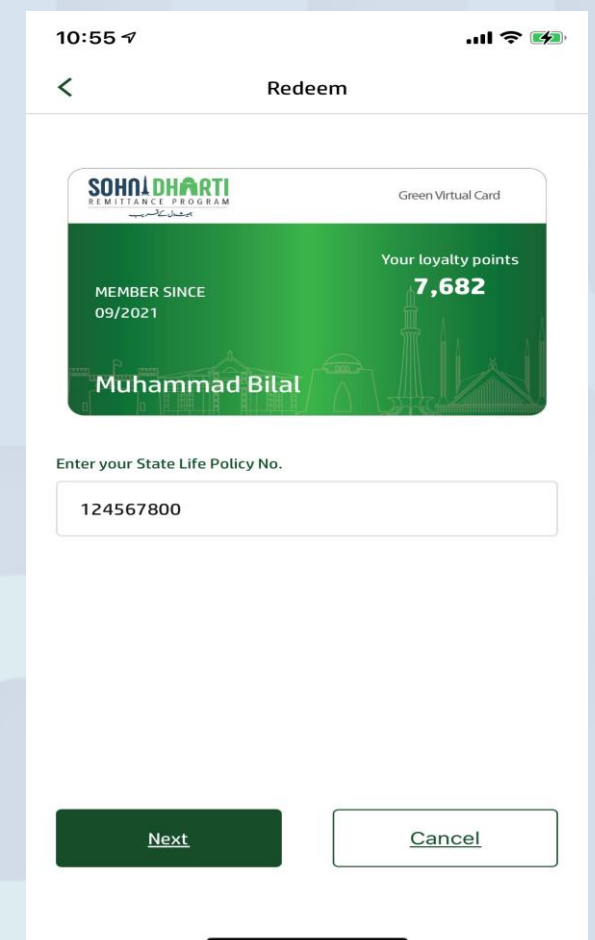 10:55
Redeem
SOHNI DHARTI
REMITTANCE PROGRAM
Green Virtual Card
Your loyalty points
7,682
MEMBER SINCE
09/2021
Muhammad Bilal
Enter your State Life Policy No.
124567800
Next
Cancel